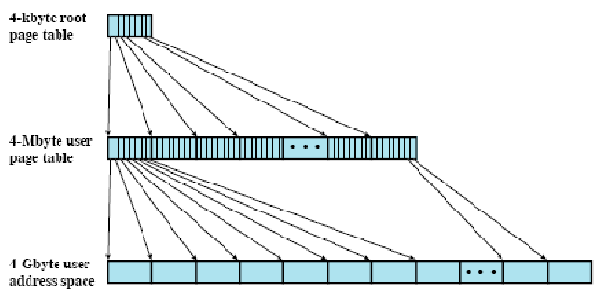 4-kbyte root
page table
4-Mbyte user
page table
4-Gbyte user
address space